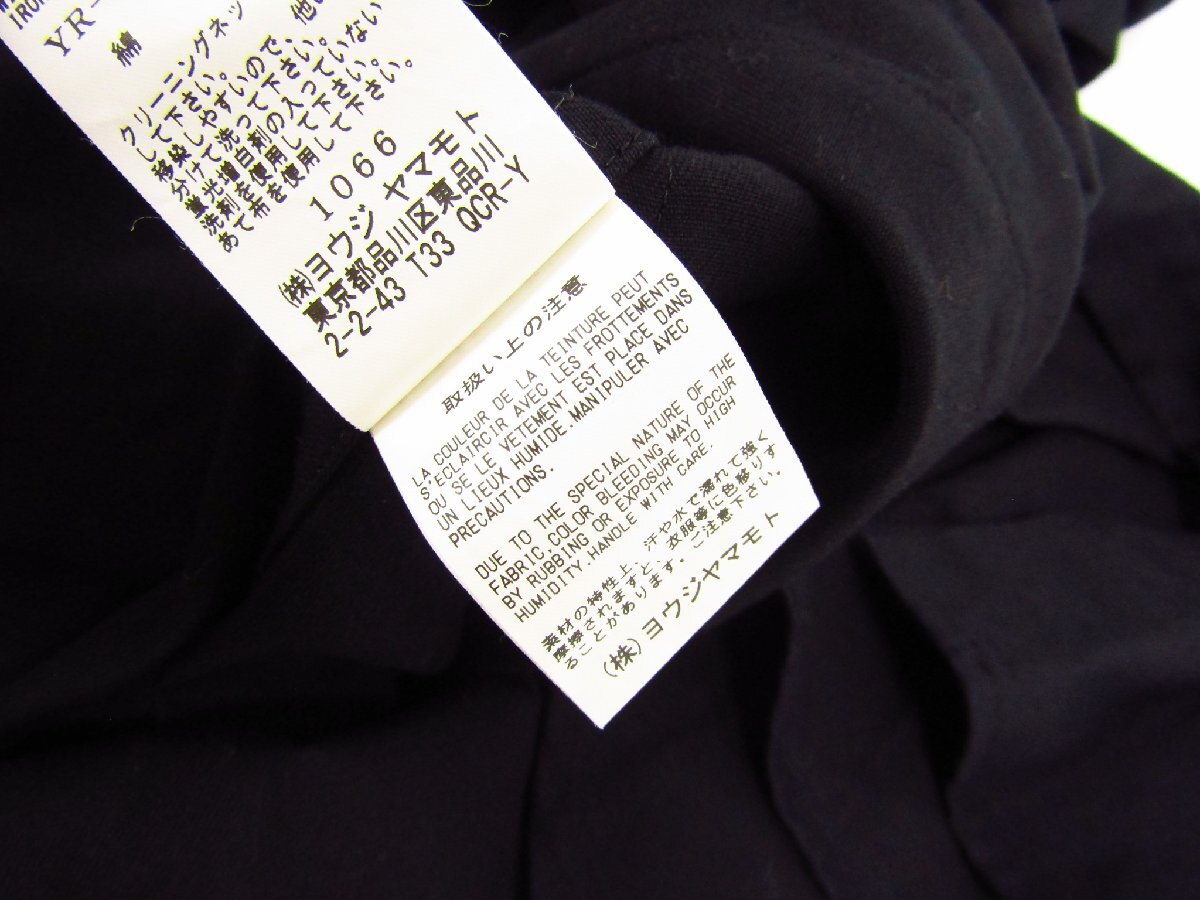 YR-
綿
クリーニングネッ
して下さい。
移染しやすいので、他
分けて洗って下さい。
蛍光増白剤の入っていない
洗剤を使用して下さい。
あて布を使用して下さい。
1066
(株)ヨウジ ヤマモト
東京都品川区東品川
2-2-43 T33 QCR-Y
取扱い上の注意
LA COULEUR DE LA TEINTURE PEUT
S'ECLAIRCIR AVEC LES FROTTEMENTS
OU SE LE VETEMENT EST PLACE DANS
UN LIEUX HUMIDE.MANIPULER AVEC
PRECAUTIONS.
DUE TO THE SPECIAL NATURE OF THE
FABRIC,COLOR BLEEDING MAY OCCUR
BY RUBBING OR EXPOSURE TO HIGH
HUMIDITY.HANDLE WITH CARE.
素材の特性上、汗や水で濡れて強く
摩擦されますと、衣服等に色移りす
ることがあります。ご注意下さい。
(株)ヨウジヤマモト